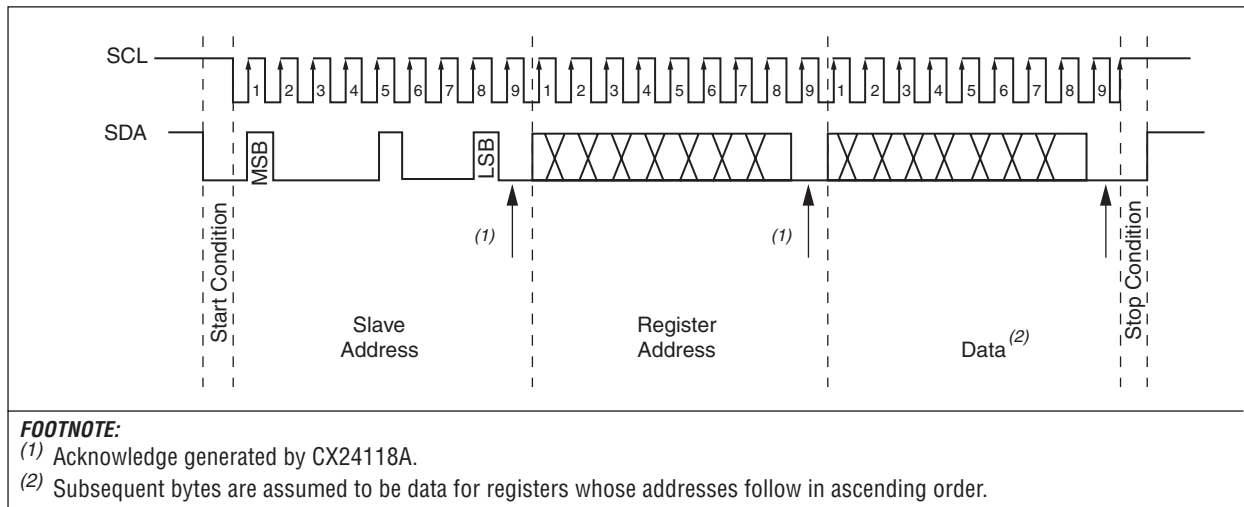 SCL
1 2 3 4 5 6 7 8 9 1 2 3 4 5 6 7 8 9 1 2 3 4 5 6 7 8 9
SDA
MSB
LSB
(1)
(1)
Start Condition
Slave
Address
Register
Address
Data (2)
Stop Condition
FOOTNOTE:
(1) Acknowledge generated by CX24118A.
(2) Subsequent bytes are assumed to be data for registers whose addresses follow in ascending order.